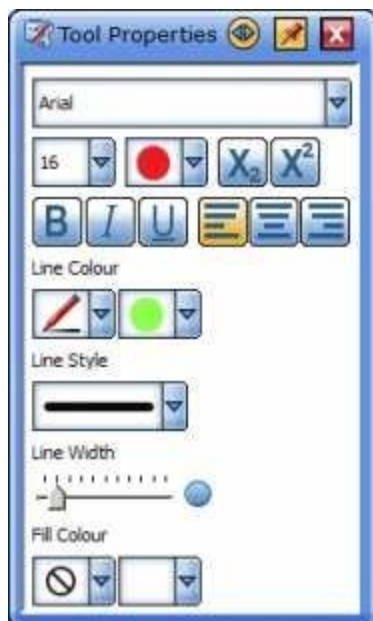 Tool Properties
Arial
16 X2 X²
B I U
Line Colour
Line Style
Line Width
Fill Colour